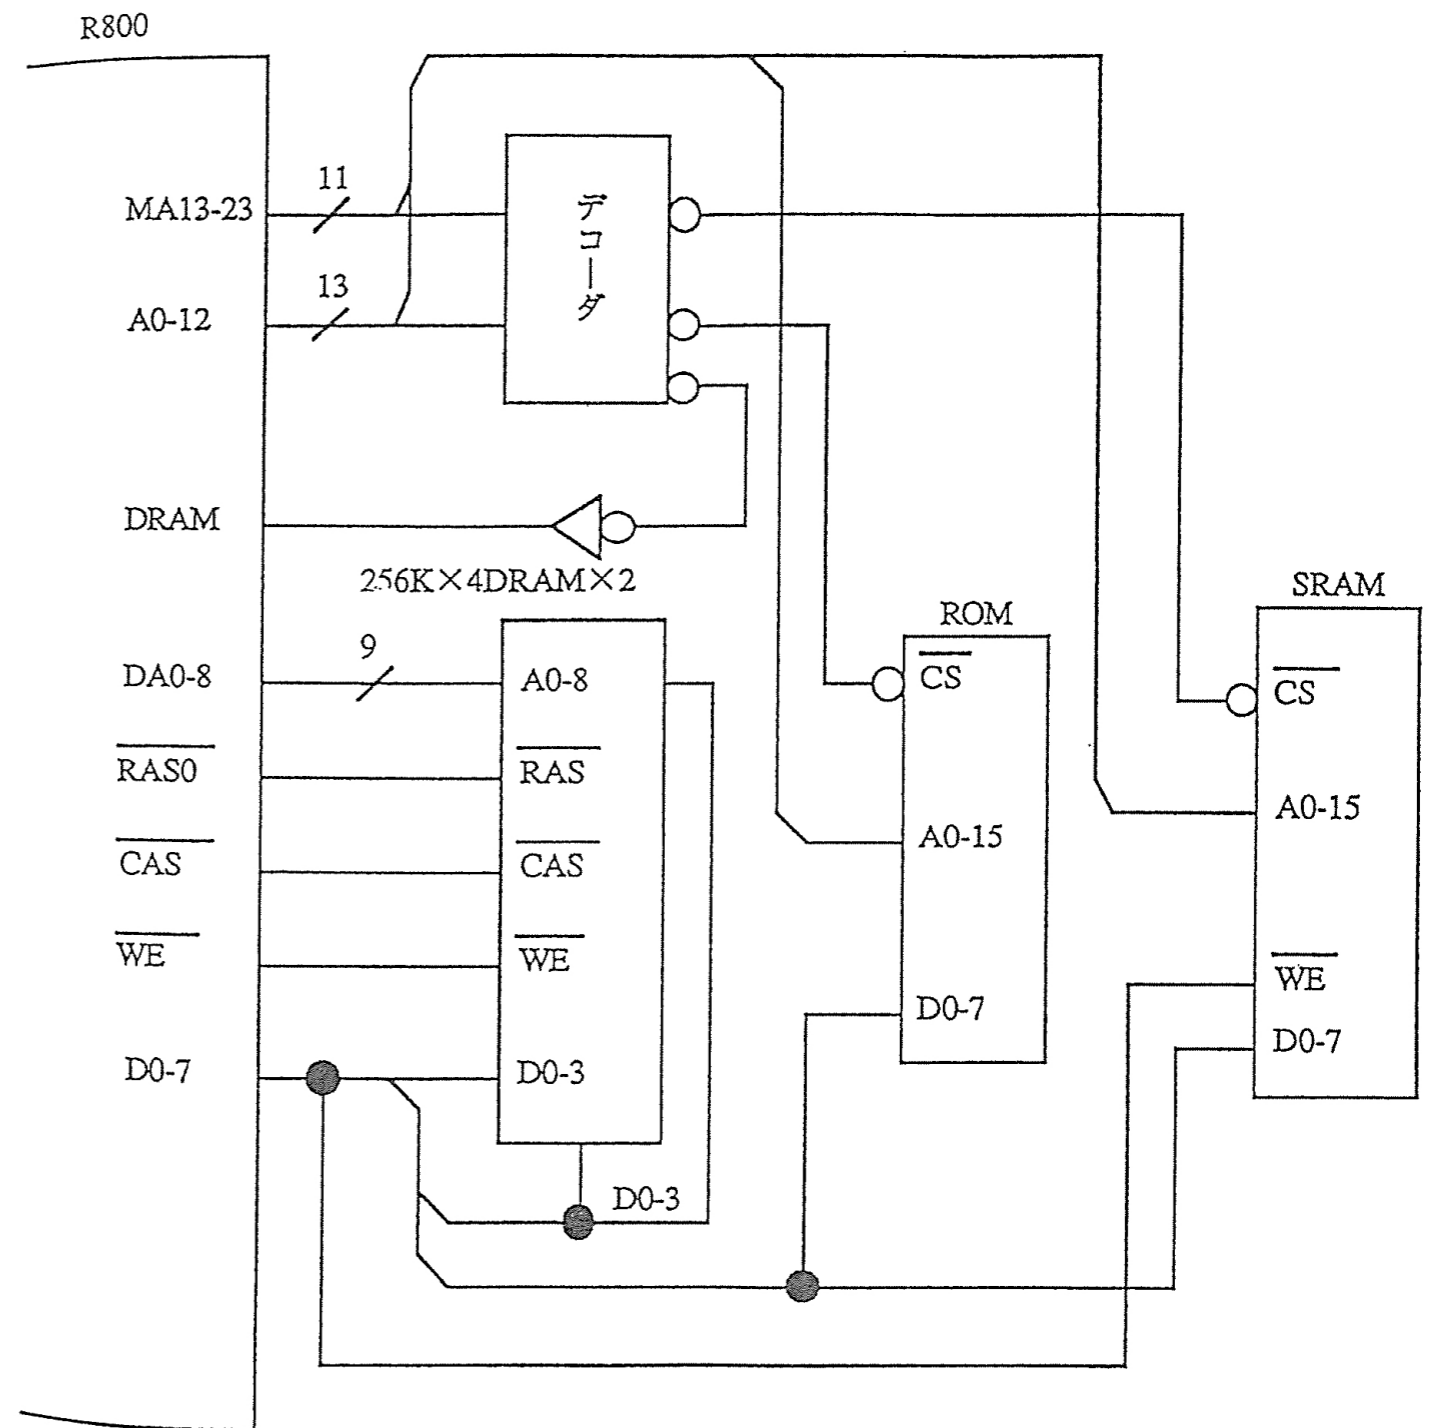 R800
11
MA13-23
デコーダ
13
A0-12
DRAM
256K×4DRAM×2
SRAM
ROM
9
DA0-8
A0-8
CS
CS
RAS0
RAS
A0-15
A0-15
CAS
CAS
WE
WE
WE
D0-7
D0-7
D0-7
D0-3
D0-3